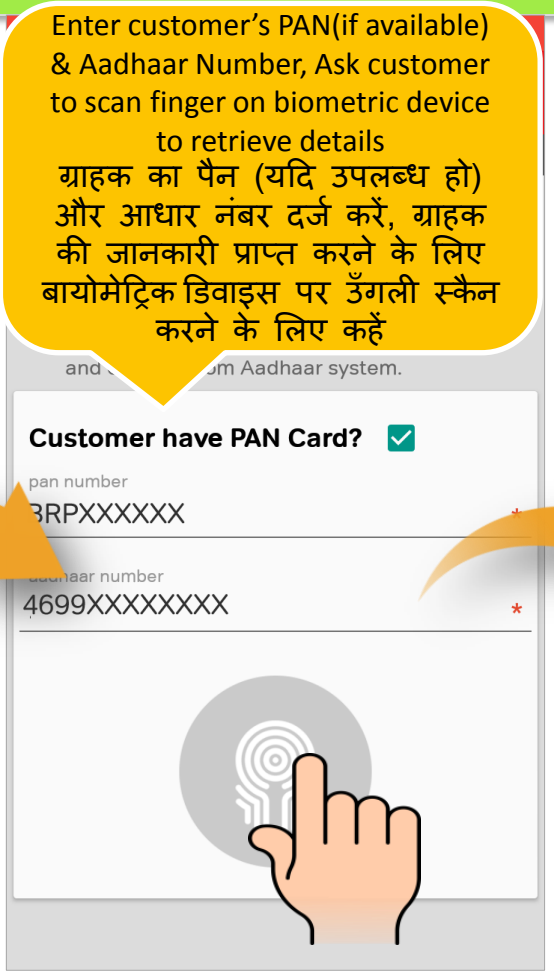 Enter customer’s PAN(if available)
& Aadhaar Number, Ask customer
to scan finger on biometric device
to retrieve details
ग्राहक का पैन (यदि उपलब्ध हो)
और आधार नंबर दर्ज करें, ग्राहक
की जानकारी प्राप्त करने के लिए
बायोमेट्रिक डिवाइस पर उँगली स्कैन
करने के लिए कहें
and Aadhaar system.
Customer have PAN Card?
pan number
BRPXXXXXX *
aadhaar number
4699XXXXXXXX *